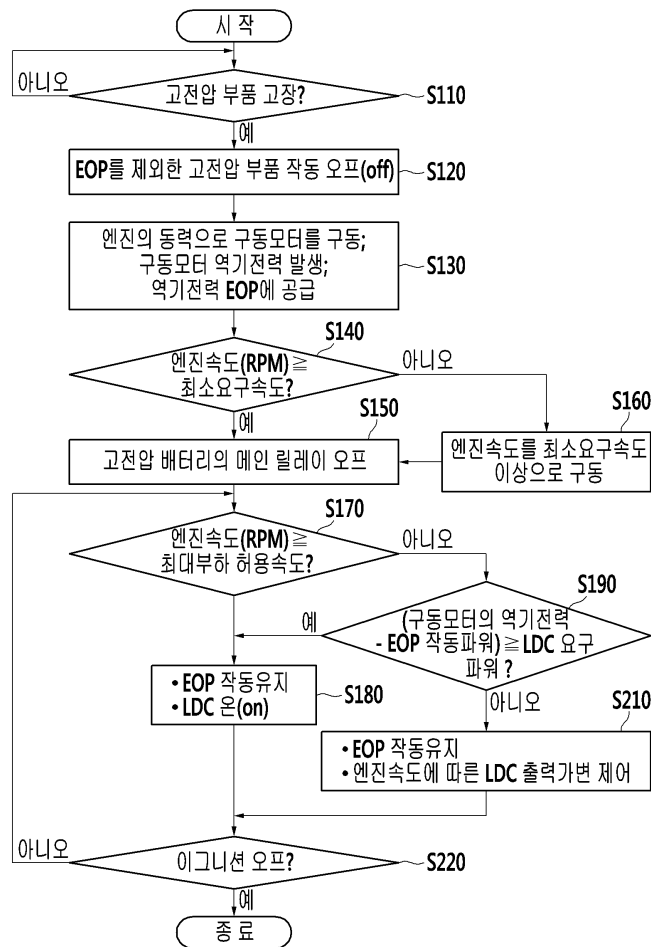 시 작
아니오
고전압 부품 고장?
S110
예
EOP를 제외한 고전압 부품 작동 오프(off)
S120
엔진의 동력으로 구동모터를 구동;
구동모터 역기전력 발생;
역기전력 EOP에 공급
S130
S140
엔진속도(RPM)≧
최소요구속도?
아니오
예
S150
S160
고전압 배터리의 메인 릴레이 오프
엔진속도를 최소요구속도
이상으로 구동
S170
엔진속도(RPM)≧
최대부하 허용속도?
아니오
S190
예
(구동모터의 역기전력
- EOP 작동파워)≧LDC 요구
파워?
• EOP 작동유지
• LDC 온(on)
S180
아니오
S210
• EOP 작동유지
• 엔진속도에 따른 LDC 출력가변 제어
아니오
이그니션 오프?
S220
예
종 료